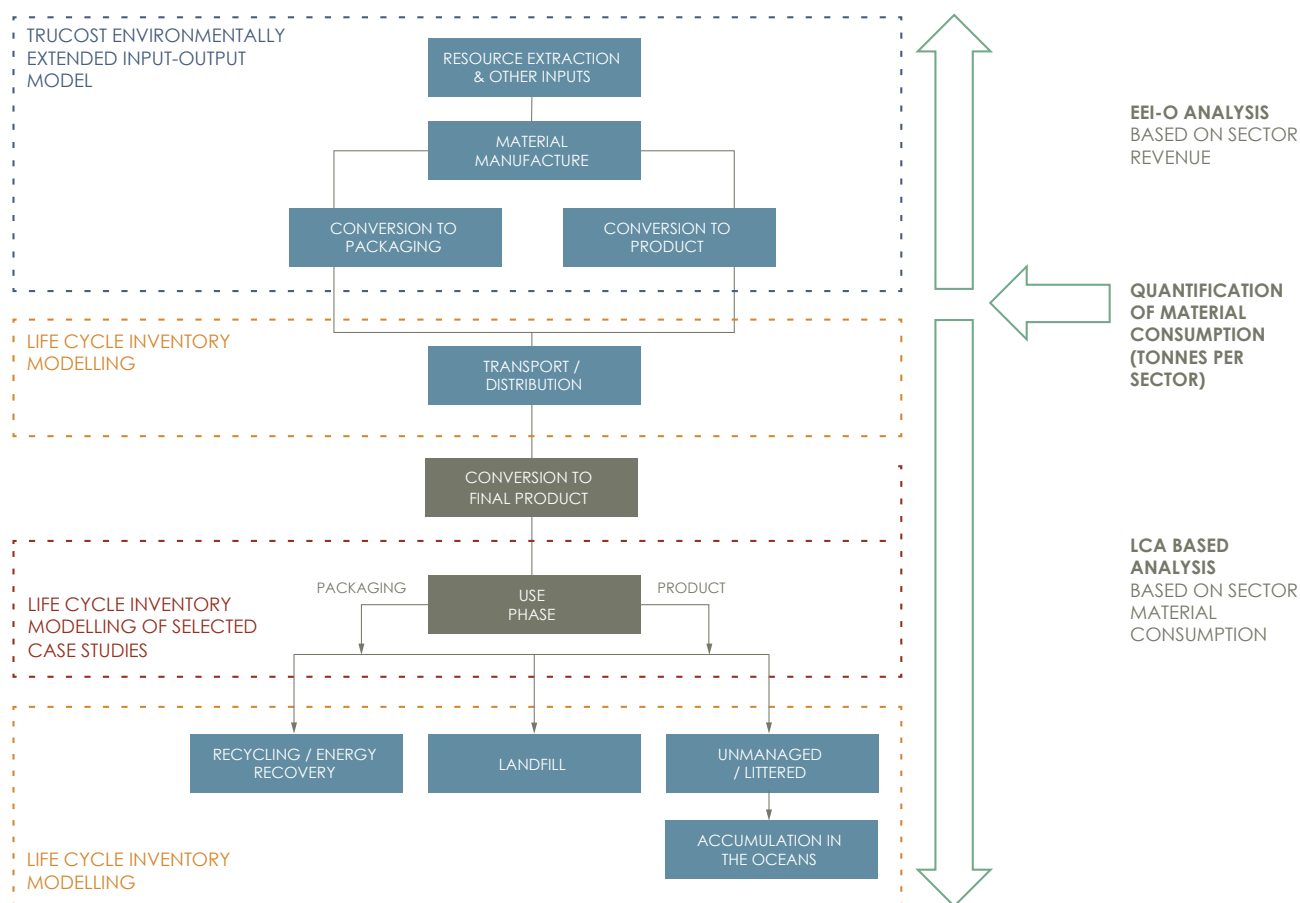 TRUCOST ENVIRONMENTALLY
EXTENDED INPUT-OUTPUT
MODEL
RESOURCE EXTRACTION
& OTHER INPUTS
MATERIAL
MANUFACTURE
CONVERSION TO
PACKAGING
CONVERSION TO
PRODUCT
EEI-O ANALYSIS
BASED ON SECTOR
REVENUE
QUANTIFICATION
OF MATERIAL
CONSUMPTION
(TONNES PER
SECTOR)
LIFE CYCLE INVENTORY
MODELLING
TRANSPORT /
DISTRIBUTION
CONVERSION TO
FINAL PRODUCT
LCA BASED
ANALYSIS
BASED ON SECTOR
MATERIAL
CONSUMPTION
LIFE CYCLE INVENTORY
MODELLING OF SELECTED
CASE STUDIES
PACKAGING
USE
PHASE
PRODUCT
RECYCLING / ENERGY
RECOVERY
LANDFILL
UNMANAGED
/ LITTERED
ACCUMULATION IN
THE OCEANS
LIFE CYCLE INVENTORY
MODELLING